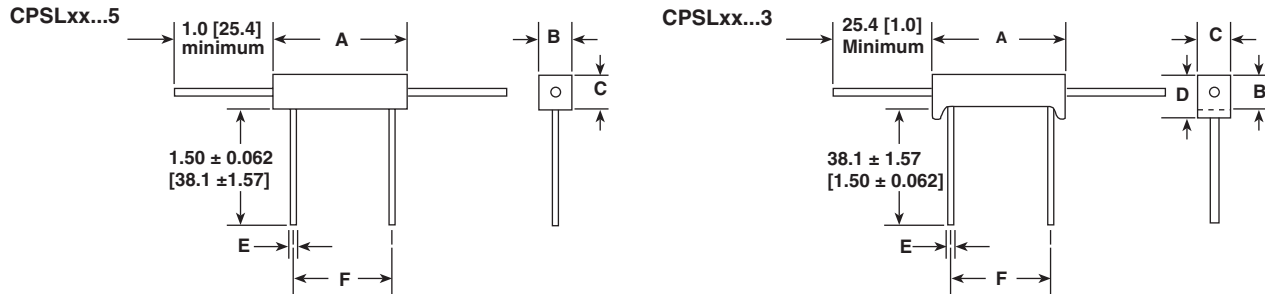 CPSLxx...5
1.0 [25.4]
minimum
A
B
C
1.50 ± 0.062
[38.1 ±1.57]
E
F
CPSLxx...3
25.4 [1.0]
Minimum
A
C
D
B
38.1 ± 1.57
[1.50 ± 0.062]
E
F